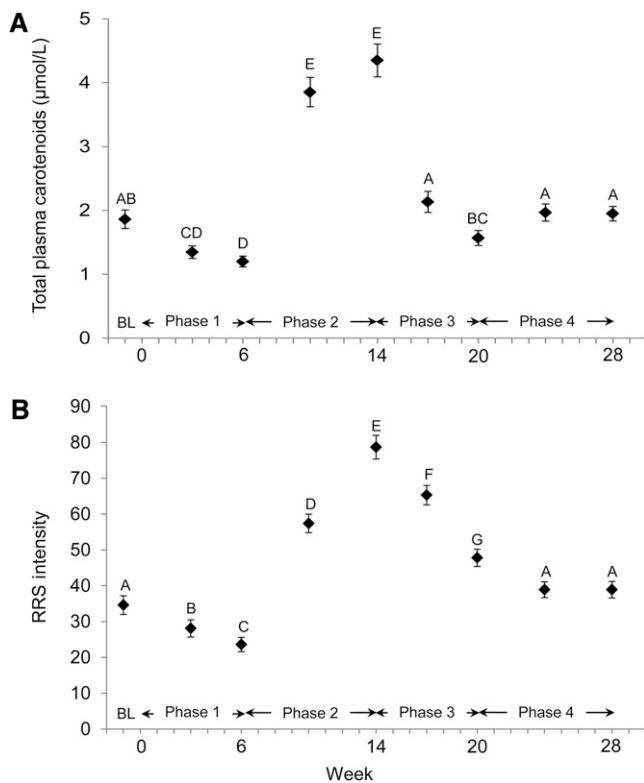 A
Total plasma carotenoids (µmol/L)
5
4
3
2
1
0
AB
CD
D
E
E
A
BC
A
A
BL Phase 1 Phase 2 Phase 3 Phase 4
0 6 14 20 28
B
RRS intensity
90
80
70
60
50
40
30
20
10
0
A
B
C
D
E
F
G
A
A
BL Phase 1 Phase 2 Phase 3 Phase 4
0 6 14 20 28
Week